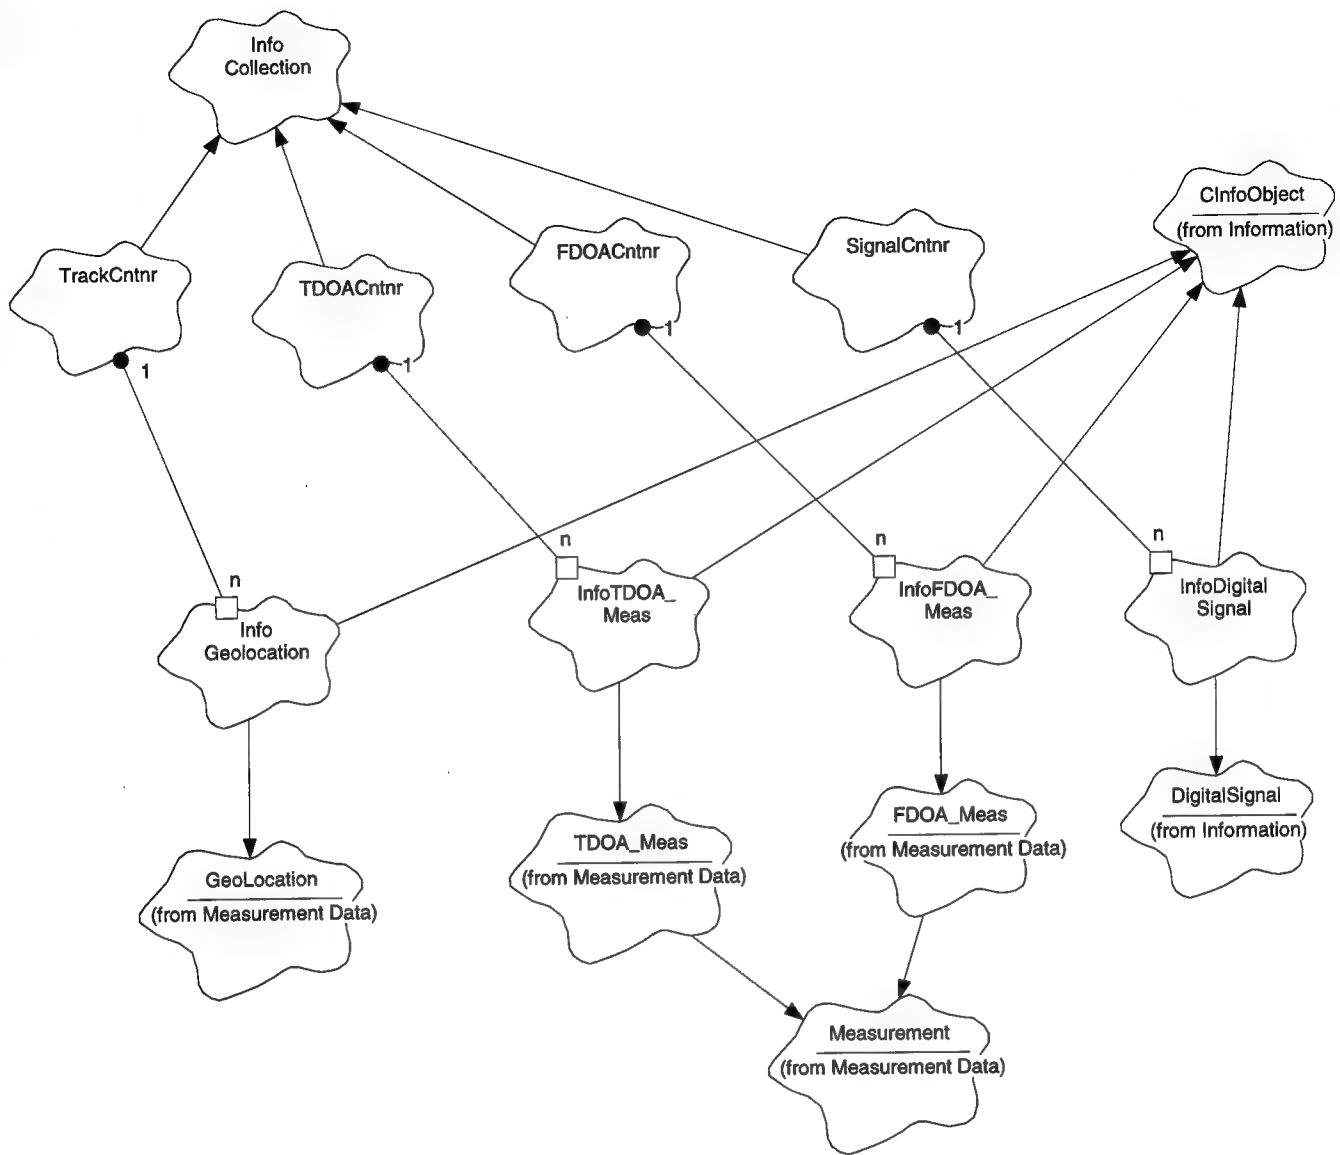 Info
Collection
CInfoObject
(from Information)
TrackCntnr
TDOACntnr
FDOACntnr
SignalCntnr
1
1
1
1
n
n
n
n
Info
Geolocation
InfoTDOA_
Meas
InfoFDOA_
Meas
InfoDigital
Signal
GeoLocation
(from Measurement Data)
TDOA_Meas
(from Measurement Data)
FDOA_Meas
(from Measurement Data)
DigitalSignal
(from Information)
Measurement
(from Measurement Data)